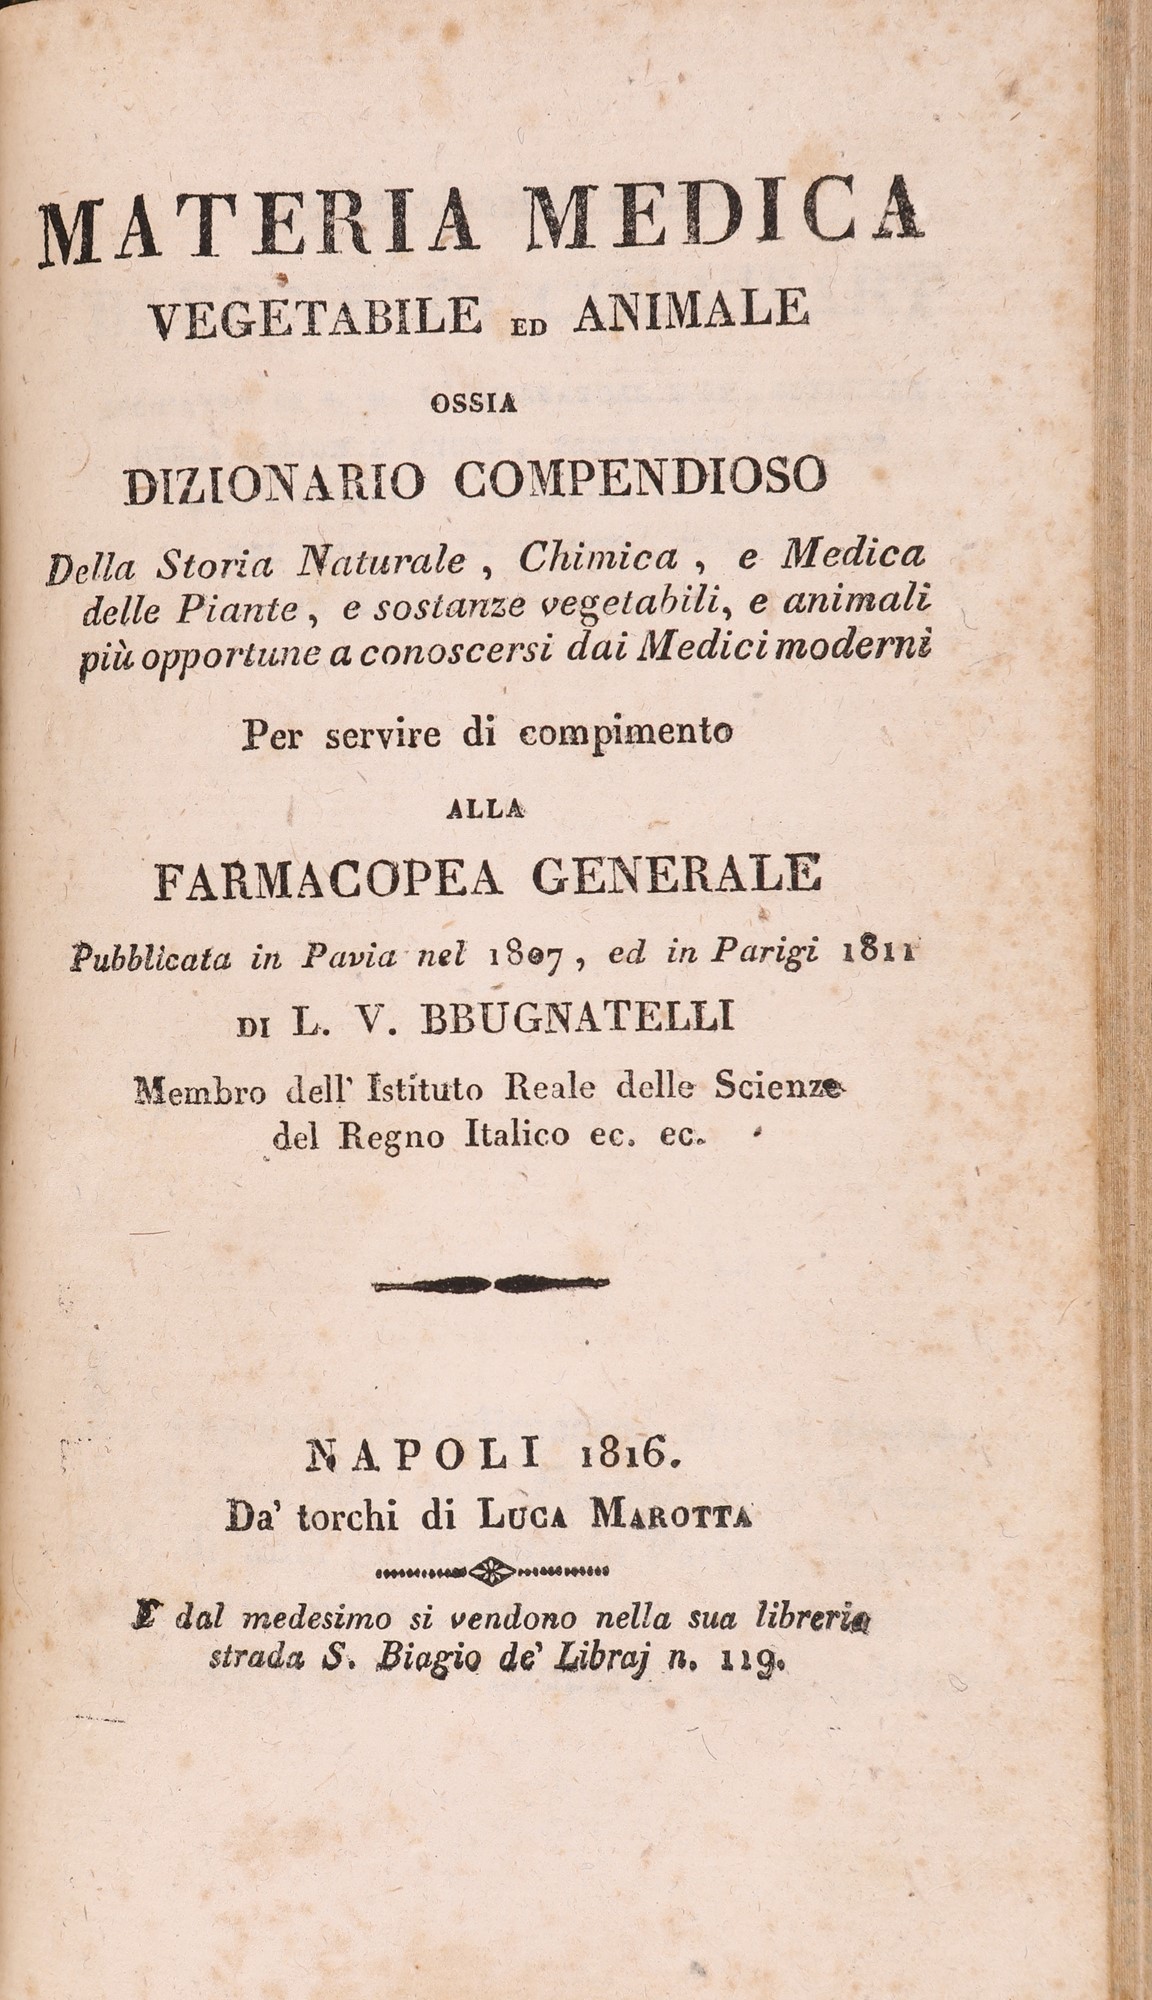 MATERIA MEDICA
VEGETABILE ED ANIMALE
OSSIA
DIZIONARIO COMPENDIOSO
Della Storia Naturale , Chimica , e Medica
delle Piante , e sostanze vegetabili, e animali
più opportune a conoscersi dai Medici moderni
Per servire di compimento
ALLA
FARMACOPEA GENERALE
Pubblicata in Pavia nel 1807 , ed in Parigi 1811
DI L. V. BBUGNATELLI
Membro dell' Istituto Reale delle Scienze
del Regno Italico ec. ec.
NAPOLI 1816.
Da' torchi di LUCA MAROTTA
E dal medesimo si vendono nella sua libreria
strada S. Biagio de' Libraj n. 119.